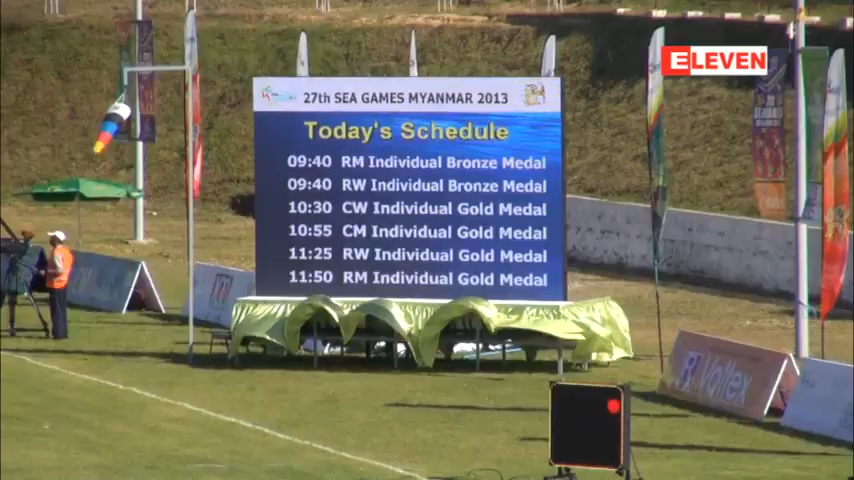 ELEVEN
27th SEA GAMES MYANMAR 2013
Today's Schedule
09:40 RM Individual Bronze Medal
09:40 RW Individual Bronze Medal
10:30 CW Individual Gold Medal
10:55 CM Individual Gold Medal
11:25 RW Individual Gold Medal
11:50 RM Individual Gold Medal
Voltex